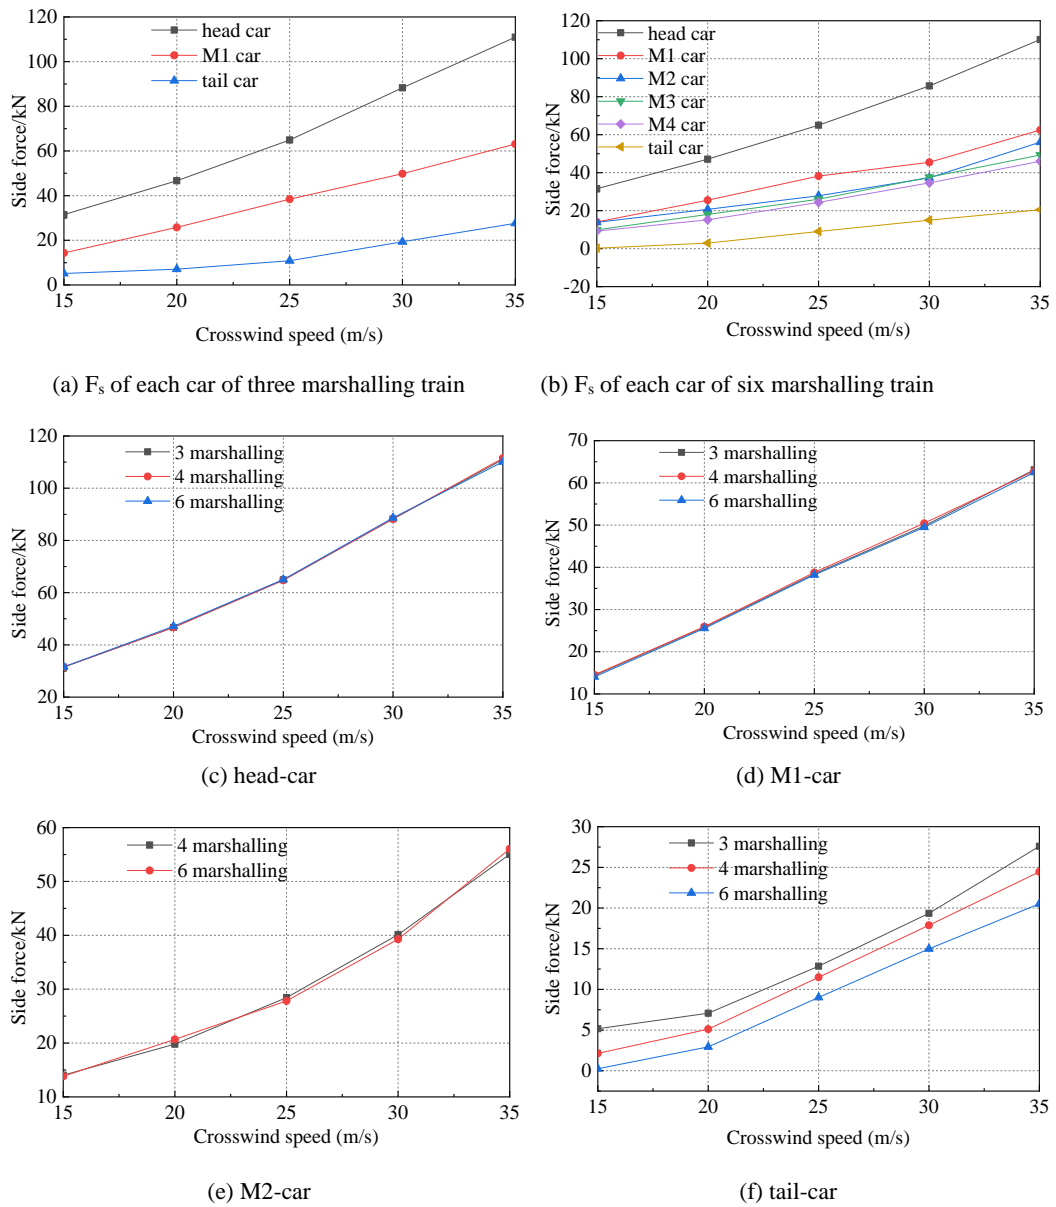 120
100
80
60
40
20
0
Side force/kN
head car
M1 car
tail car
15 20 25 30 35
Crosswind speed (m/s)
(a) Fs of each car of three marshalling train
120
100
80
60
40
20
0
-20
Side force/kN
head car
M1 car
M2 car
M3 car
M4 car
tail car
15 20 25 30 35
Crosswind speed (m/s)
(b) Fs of each car of six marshalling train
120
100
80
60
40
20
Side force/kN
3 marshalling
4 marshalling
6 marshalling
15 20 25 30 35
Crosswind speed (m/s)
(c) head-car
70
60
50
40
30
20
10
Side force/kN
3 marshalling
4 marshalling
6 marshalling
15 20 25 30 35
Crosswind speed (m/s)
(d) M1-car
60
50
40
30
20
10
Side force/kN
4 marshalling
6 marshalling
15 20 25 30 35
Crosswind speed (m/s)
(e) M2-car
30
25
20
15
10
5
0
Side force/kN
3 marshalling
4 marshalling
6 marshalling
15 20 25 30 35
Crosswind speed (m/s)
(f) tail-car